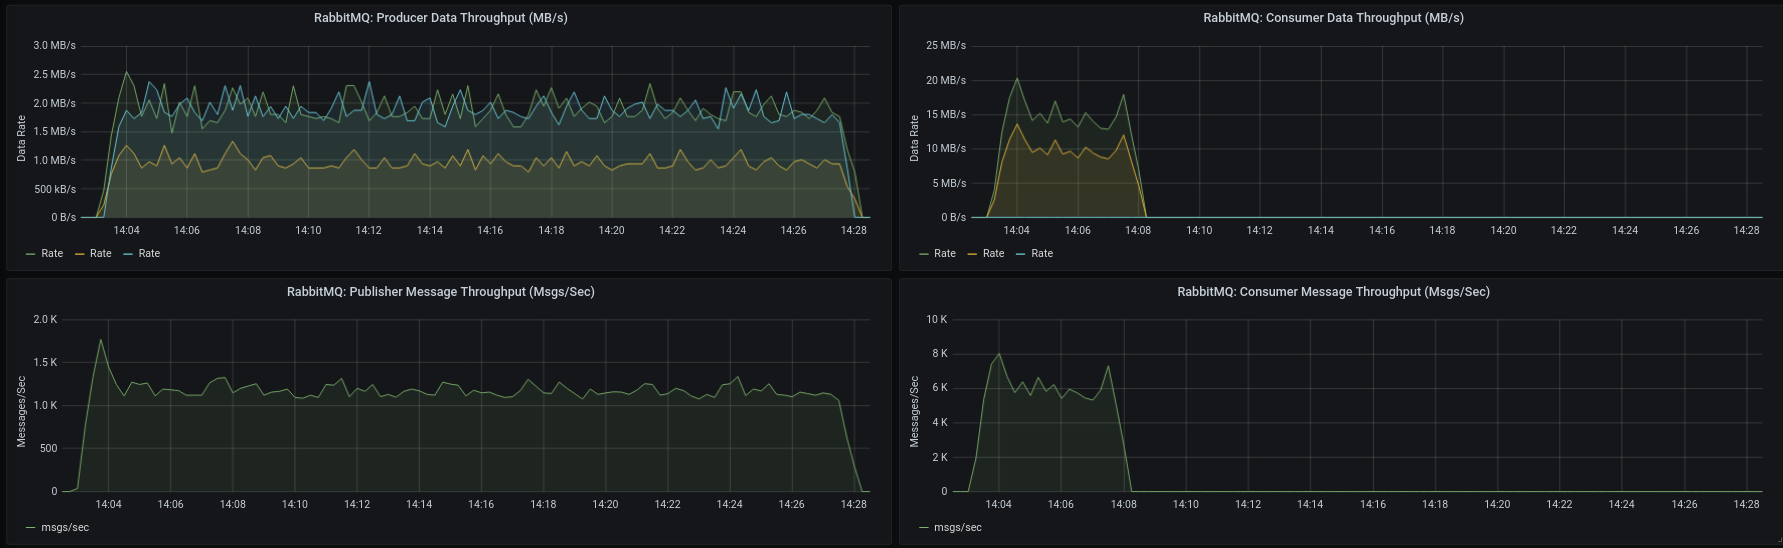 RabbitMQ: Producer Data Throughput (MB/s)
Data Rate
3.0 MB/s
2.5 MB/s
2.0 MB/s
1.5 MB/s
1.0 MB/s
500 kB/s
0 B/s
14:04 14:06 14:08 14:10 14:12 14:14 14:16 14:18 14:20 14:22 14:24 14:26 14:28
Rate Rate Rate
RabbitMQ: Consumer Data Throughput (MB/s)
Data Rate
25 MB/s
20 MB/s
15 MB/s
10 MB/s
5 MB/s
0 B/s
14:04 14:06 14:08 14:10 14:12 14:14 14:16 14:18 14:20 14:22 14:24 14:26 14:28
Rate Rate Rate
RabbitMQ: Publisher Message Throughput (Msgs/Sec)
Messages/Sec
2.0 K
1.5 K
1.0 K
500
0
14:04 14:06 14:08 14:10 14:12 14:14 14:16 14:18 14:20 14:22 14:24 14:26 14:28
msgs/sec
RabbitMQ: Consumer Message Throughput (Msgs/Sec)
Messages/Sec
10 K
8 K
6 K
4 K
2 K
0
14:04 14:06 14:08 14:10 14:12 14:14 14:16 14:18 14:20 14:22 14:24 14:26 14:28
msgs/sec